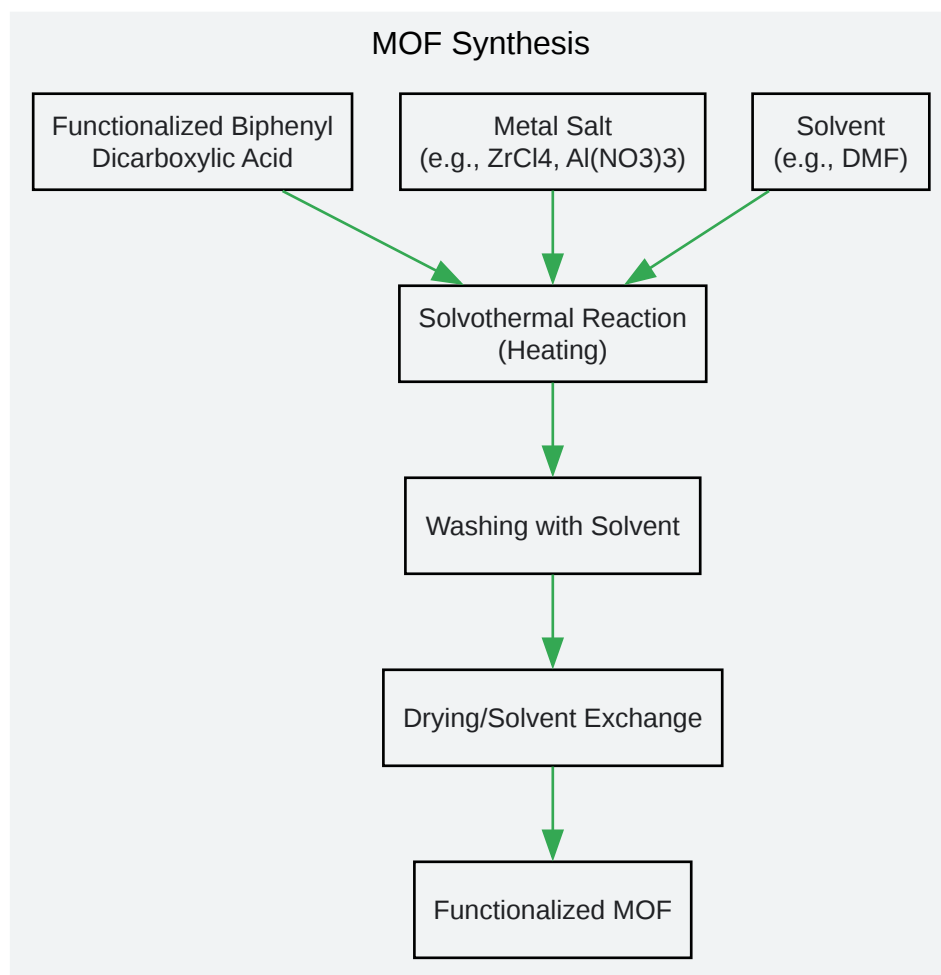 MOF Synthesis
Functionalized Biphenyl
Dicarboxylic Acid
Metal Salt
(e.g., ZrCl4, Al(NO3)3)
Solvent
(e.g., DMF)
Solvothermal Reaction
(Heating)
Washing with Solvent
Drying/Solvent Exchange
Functionalized MOF